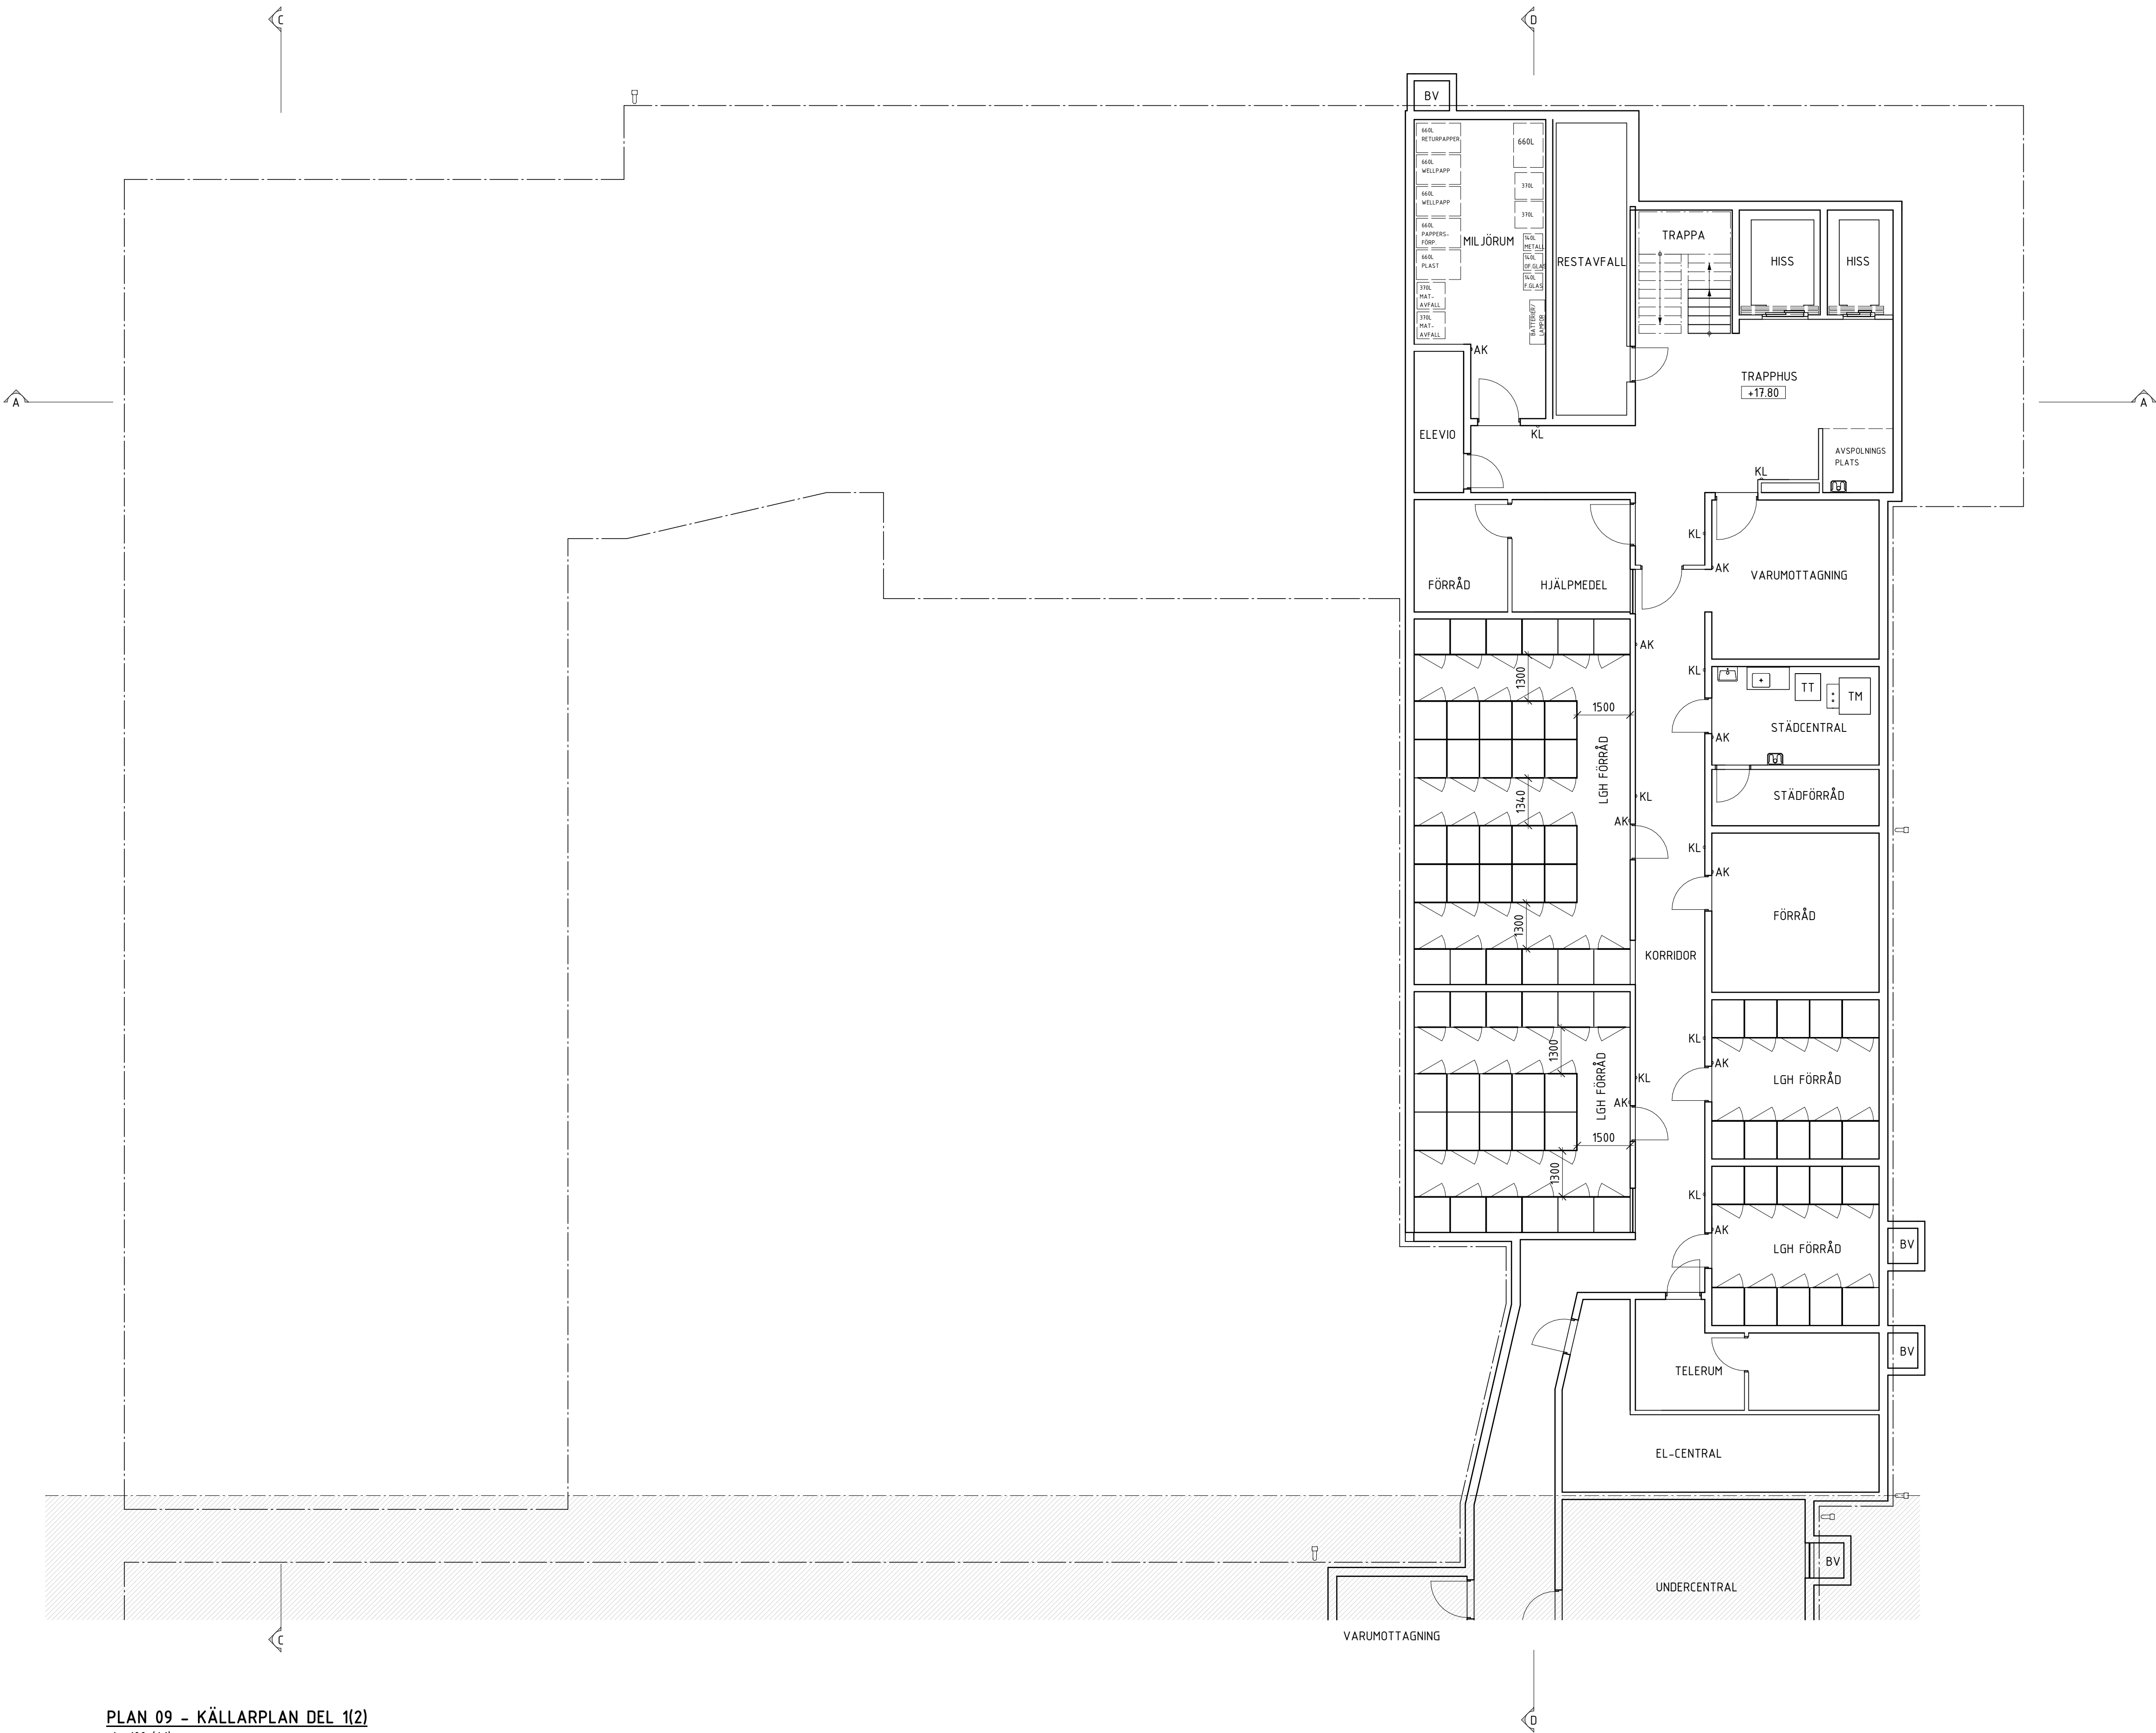 C
D
BV
660L
RETURPAPPER
660L
660L
WELLPAPP
370L
660L
WELLPAPP
370L
660L
PAPPERS-
FÖRP.
MILJÖRUM
140L
METALL
TRAPPA
660L
PLAST
140L
OF.GLAS
RESTAVFALL
HISS
HISS
140L
F.GLAS
370L
MAT-
AVFALL
370L
MAT-
AVFALL
BATTERIER/
LAMPOR
AK
TRAPPHUS
+17.80
A
A
ELEVIO
KL
AVSPOLNINGS
PLATS
KL
KL
AK
VARUMOTTAGNING
FÖRRÅD
HJÄLPMEDEL
AK
KL
1300
1500
TT
TM
STÄDCENTRAL
AK
LGH FÖRRÅD
1340
KL
STÄDFÖRRÅD
AK
KL
AK
1300
FÖRRÅD
KORRIDOR
KL
1300
LGH FÖRRÅD
AK
KL
LGH FÖRRÅD
AK
1500
1300
KL
AK
BV
LGH FÖRRÅD
BV
TELERUM
EL-CENTRAL
BV
UNDERCENTRAL
VARUMOTTAGNING
C
D
PLAN 09 - KÄLLARPLAN DEL 1(2)